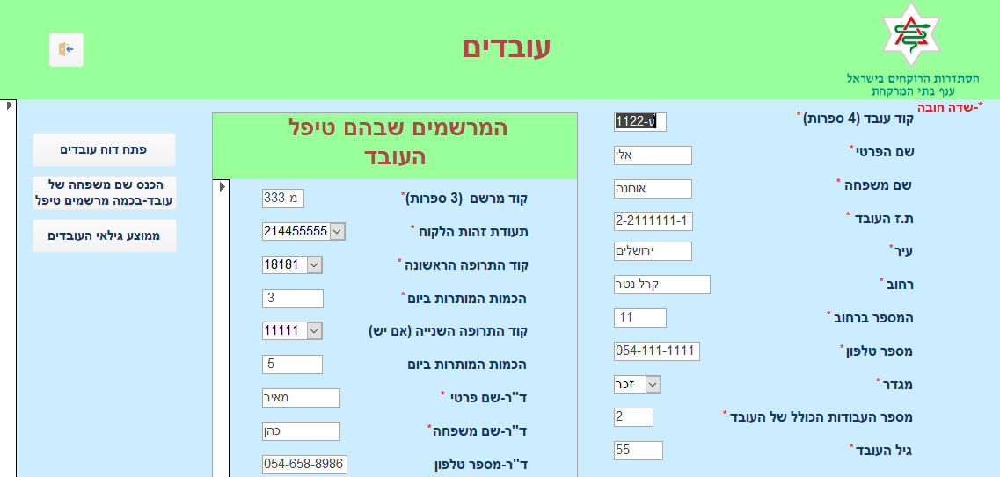 הסתדרות הרוקחים בישראל
ענף בתי המרקחת
עובדים
*-שדה חובה
קוד עובד (4 ספרות)* ע-1122
שם הפרטי* אלי
שם משפחה * אוחנה
ת.ז העובד * 2-2111111-1
עיר* ירושלים
רחוב * קרל נטר
המספר ברחוב * 11
מספר טלפון* 054-111-1111
מגדר * זכר
מספר העבודות הכולל של העובד * 2
גיל העובד * 55
המרשמים שבהם טיפל
העובד
קוד מרשם (3 ספרות)* מ-333
תעודת זהות הלקוח * 214455555
קוד התרופה הראשונה * 18181
הכמות המותרות ביום* 3
קוד התרופה השנייה (אם יש) 11111
הכמות המותרות ביום 5
ד"ר-שם פרטי * מאיר
ד"ר-שם משפחה* כהן
ד"ר-מספר טלפון 054-658-8986
פתח דוח עובדים
הכנס שם משפחה של
עובד-בכמה מרשמים טיפל
ממוצע גילאי העובדים